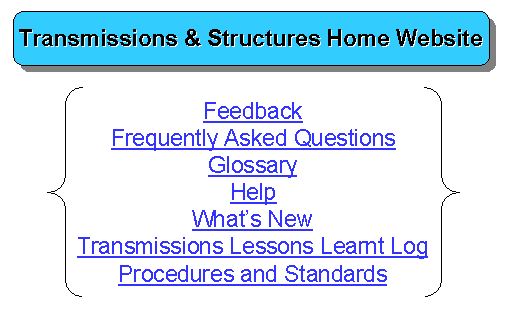 Transmissions & Structures Home Website
Feedback
Frequently Asked Questions
Glossary
Help
What's New
Transmissions Lessons Learnt Log
Procedures and Standards